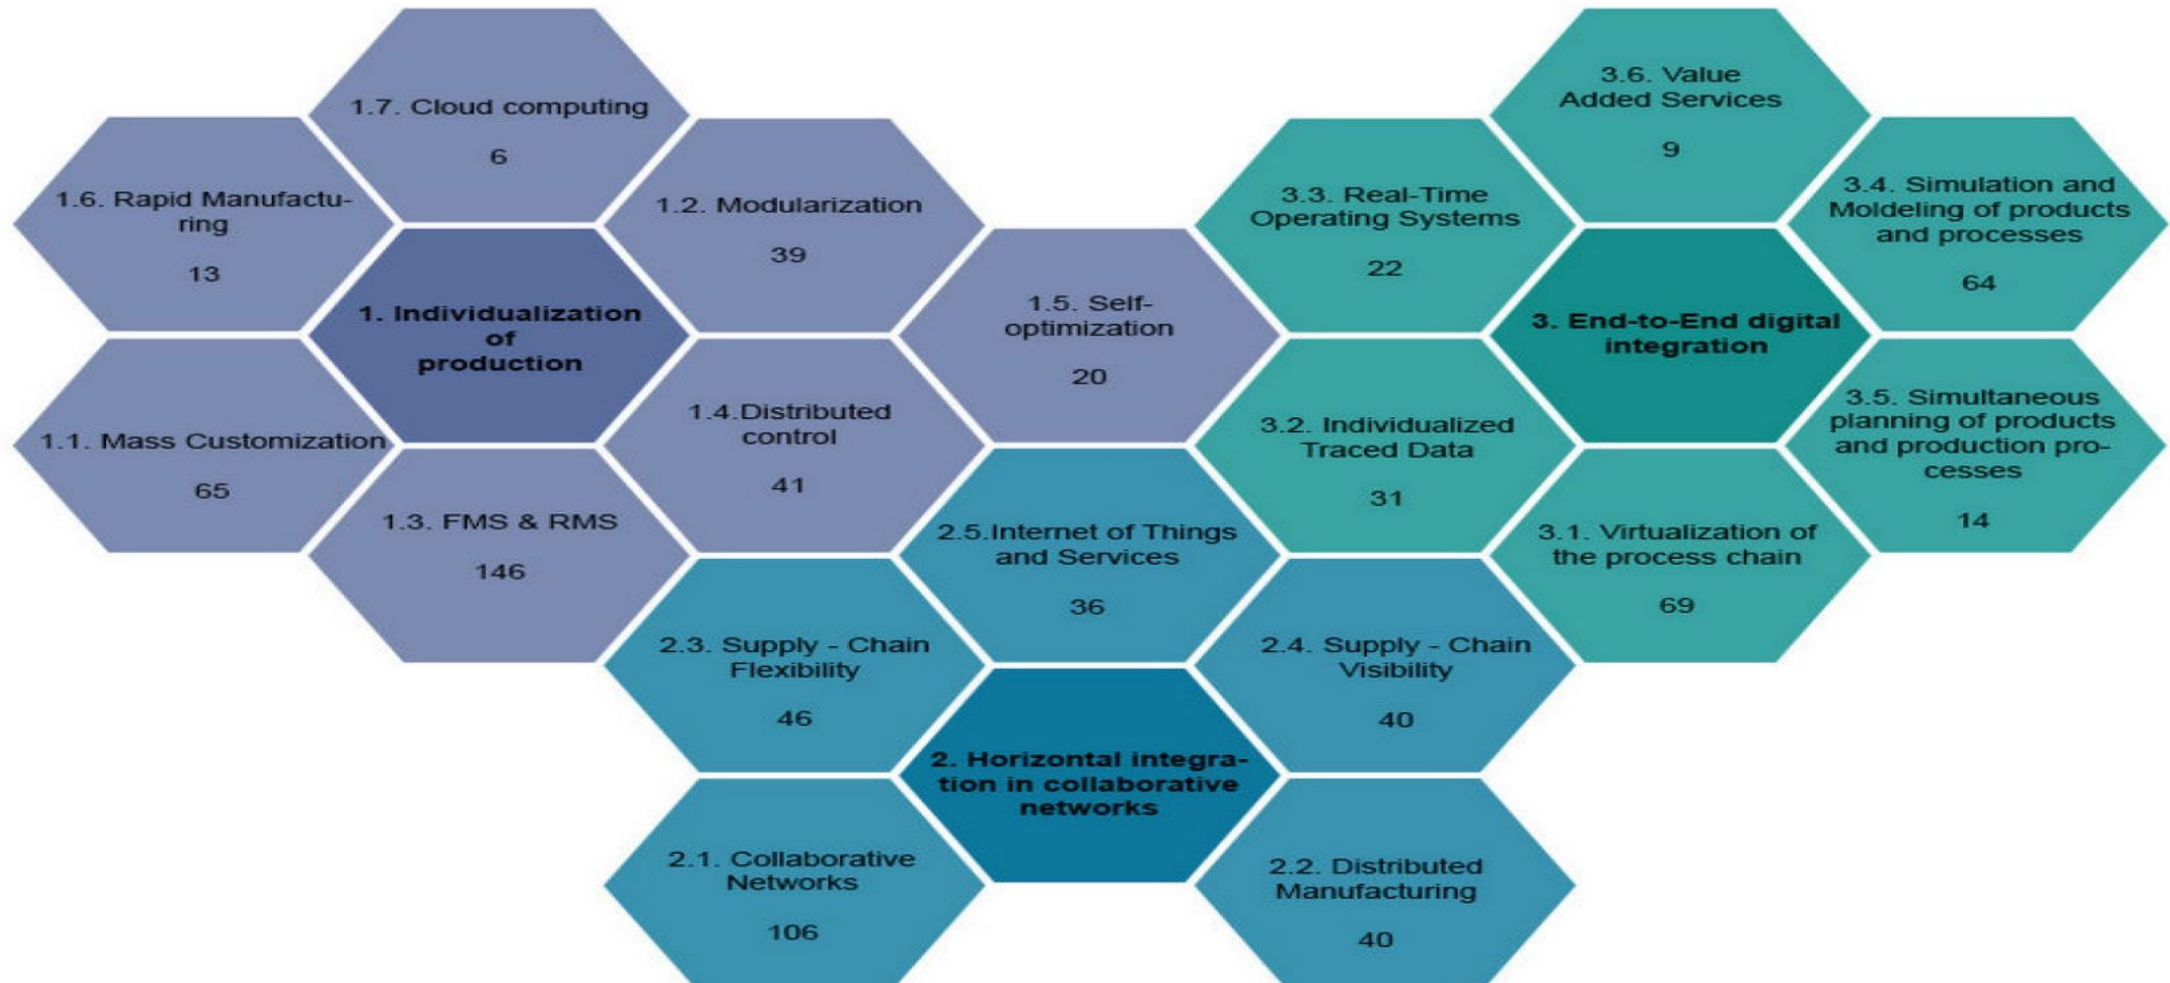 1.7. Cloud computing
6
1.6. Rapid Manufactu-
ring
13
1.2. Modularization
39
1. Individualization
of
production
1.5. Self-
optimization
20
1.1. Mass Customization
65
1.4.Distributed
control
41
1.3. FMS & RMS
146
3.6. Value
Added Services
9
3.3. Real-Time
Operating Systems
22
3.4. Simulation and
Moldeling of products
and processes
64
3. End-to-End digital
integration
3.2. Individualized
Traced Data
31
3.5. Simultaneous
planning of products
and production pro-
cesses
14
3.1. Virtualization of
the process chain
69
2.5.Internet of Things
and Services
36
2.3. Supply - Chain
Flexibility
46
2.4. Supply - Chain
Visibility
40
2. Horizontal integra-
tion in collaborative
networks
2.1. Collaborative
Networks
106
2.2. Distributed
Manufacturing
40